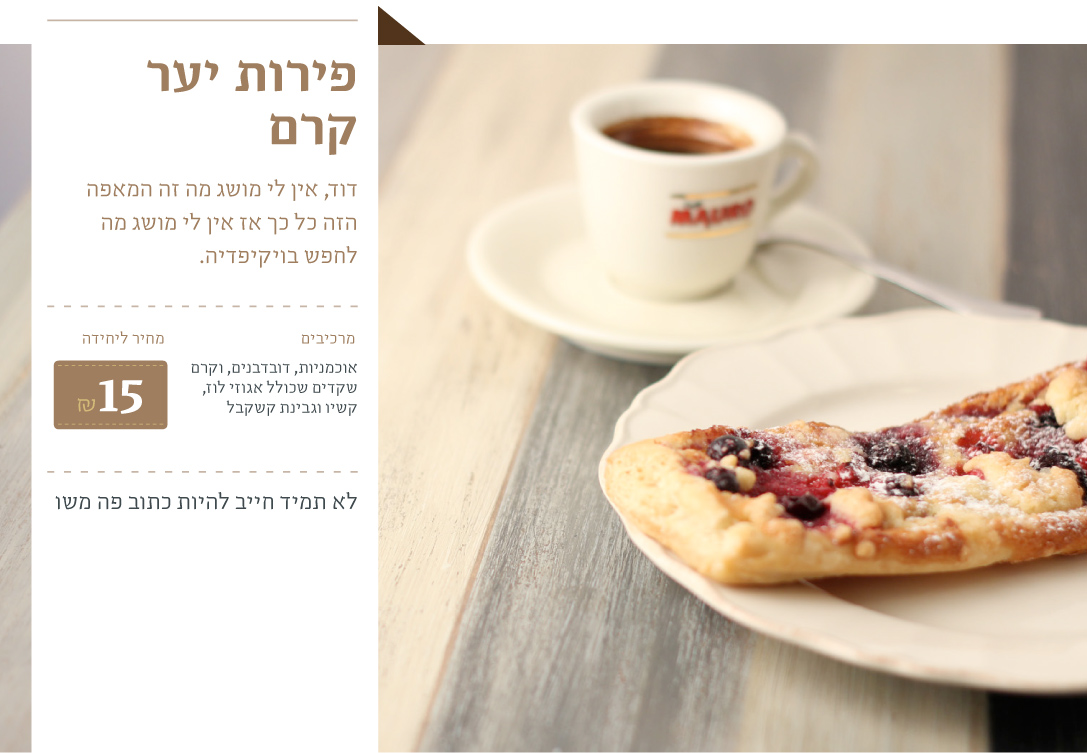 פירות יער
קרם
דוד, אין לי מושג מה זה המאפה
הזה כל כך אז אין לי מושג מה
לחפש בויקיפדיה.
מרכיבים
אוכמניות, דובדבנים, וקרם
שקדים שכולל אגוזי לוז,
קשיו וגבינת קשקבל
מחיר ליחידה
15 ₪
לא תמיד חייב להיות כתוב פה משו
MAURO